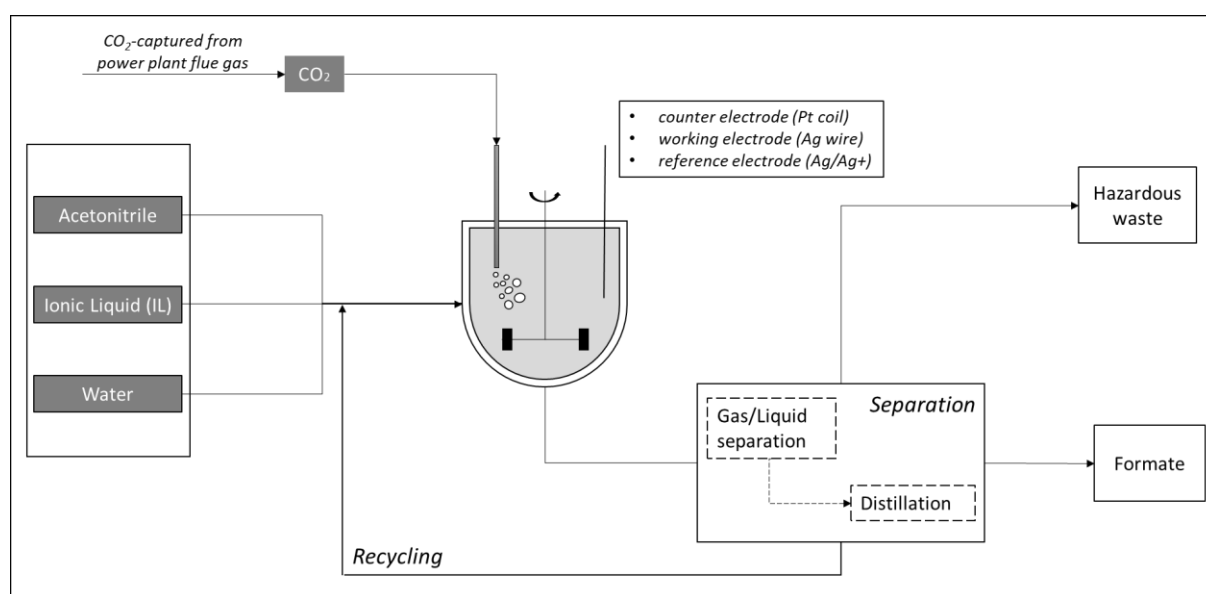 CO₂-captured from
power plant flue gas
CO₂
• counter electrode (Pt coil)
• working electrode (Ag wire)
• reference electrode (Ag/Ag+)
Acetonitrile
Ionic Liquid (IL)
Water
Hazardous
waste
Separation
Gas/Liquid
separation
Distillation
Formate
Recycling